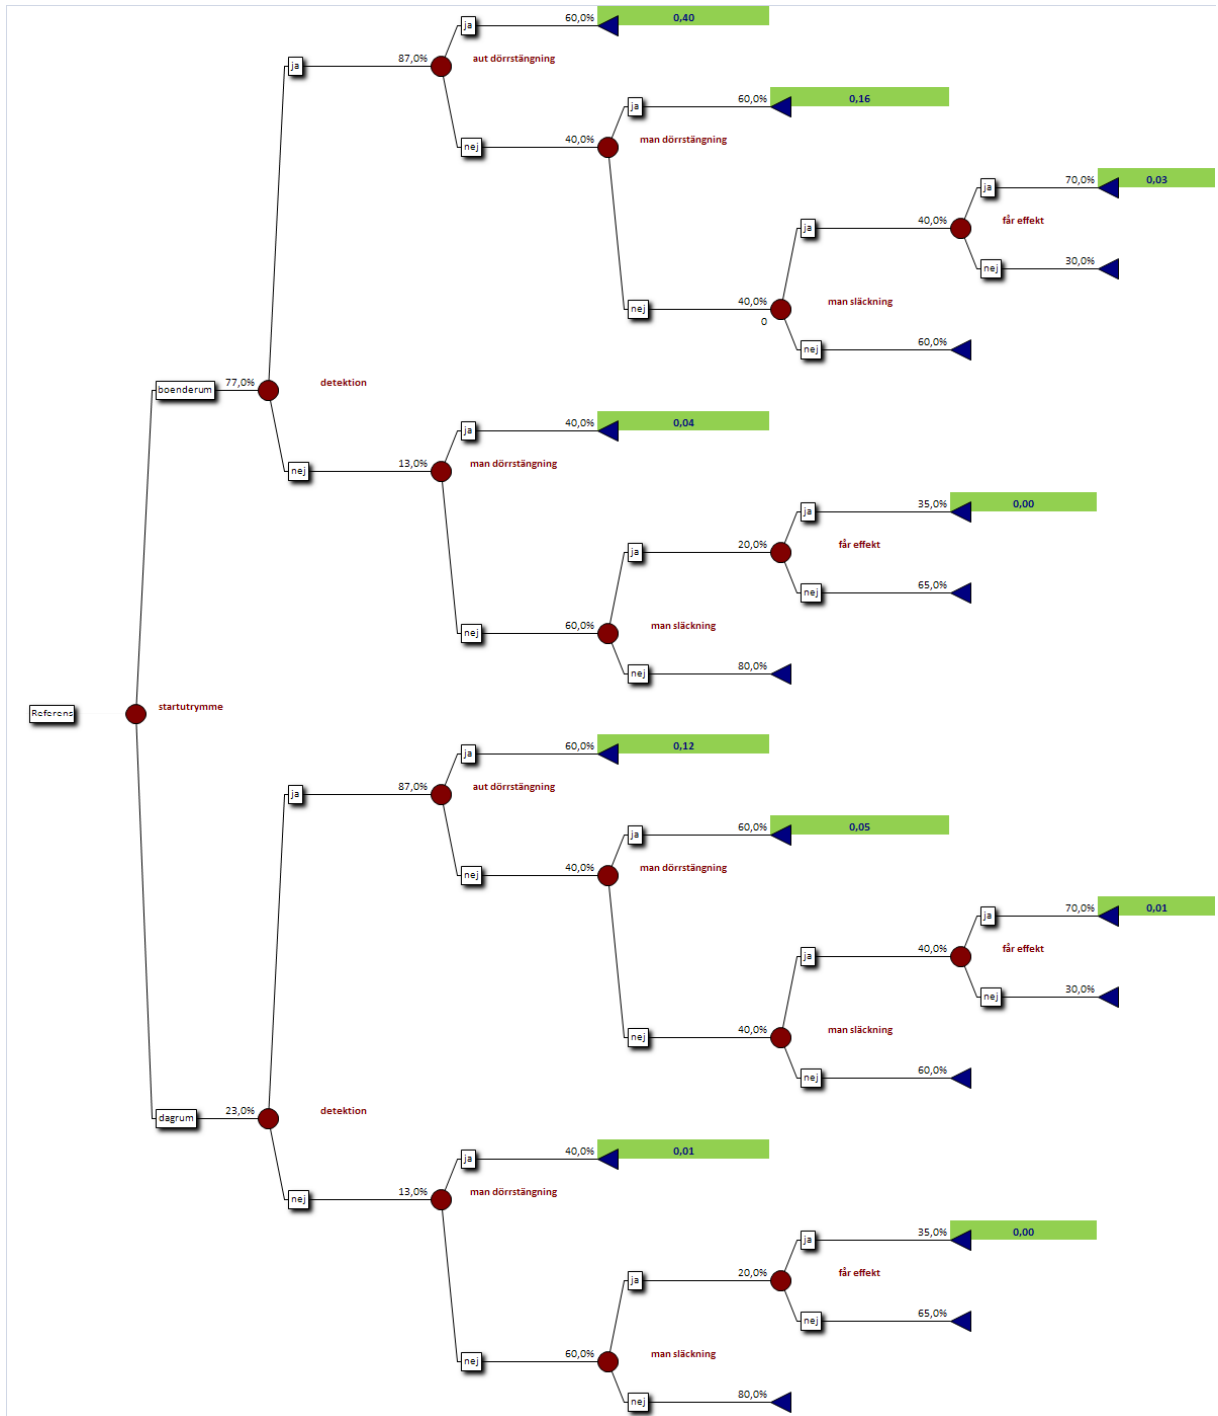 ja 60,0% 0,40
ja 87,0% aut dörrstängning
ja 60,0% 0,16
nej 40,0% man dörrstängning
ja 70,0% 0,03
ja 40,0% får effekt
nej 30,0%
nej 40,0% man släckning
0
nej 60,0%
boenderum 77,0% detektion
ja 40,0% 0,04
nej 13,0% man dörrstängning
ja 35,0% 0,00
ja 20,0% får effekt
nej 65,0%
nej 60,0% man släckning
nej 80,0%
Referens startutrymme
ja 60,0% 0,12
ja 87,0% aut dörrstängning
ja 60,0% 0,05
nej 40,0% man dörrstängning
ja 70,0% 0,01
ja 40,0% får effekt
nej 30,0%
nej 40,0% man släckning
nej 60,0%
dagrum 23,0% detektion
ja 40,0% 0,01
nej 13,0% man dörrstängning
ja 35,0% 0,00
ja 20,0% får effekt
nej 65,0%
nej 60,0% man släckning
nej 80,0%